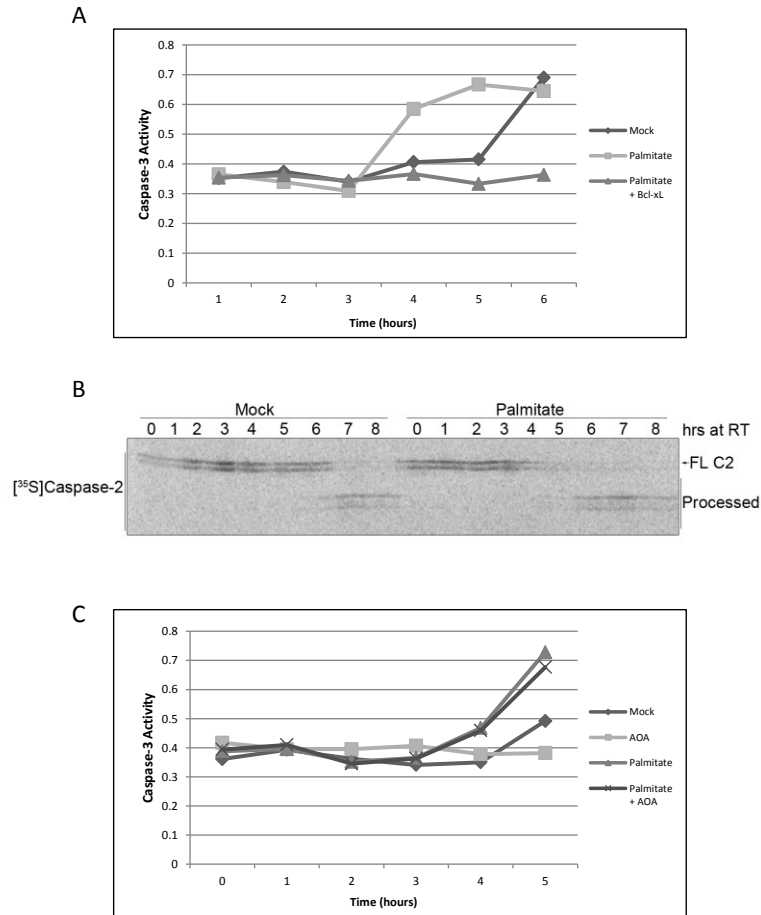 A
0.8
0.7
0.6
0.5
0.4
0.3
0.2
0.1
0
Caspase-3 Activity
1 2 3 4 5 6
Time (hours)
Mock
Palmitate
Palmitate
+ Bcl-xL
B
Mock Palmitate
0 1 2 3 4 5 6 7 8 0 1 2 3 4 5 6 7 8 hrs at RT
[³⁵S]Caspase-2
-FL C2
Processed
C
0.8
0.7
0.6
0.5
0.4
0.3
0.2
0.1
0
Caspase-3 Activity
0 1 2 3 4 5
Time (hours)
Mock
AOA
Palmitate
Palmitate
+ AOA